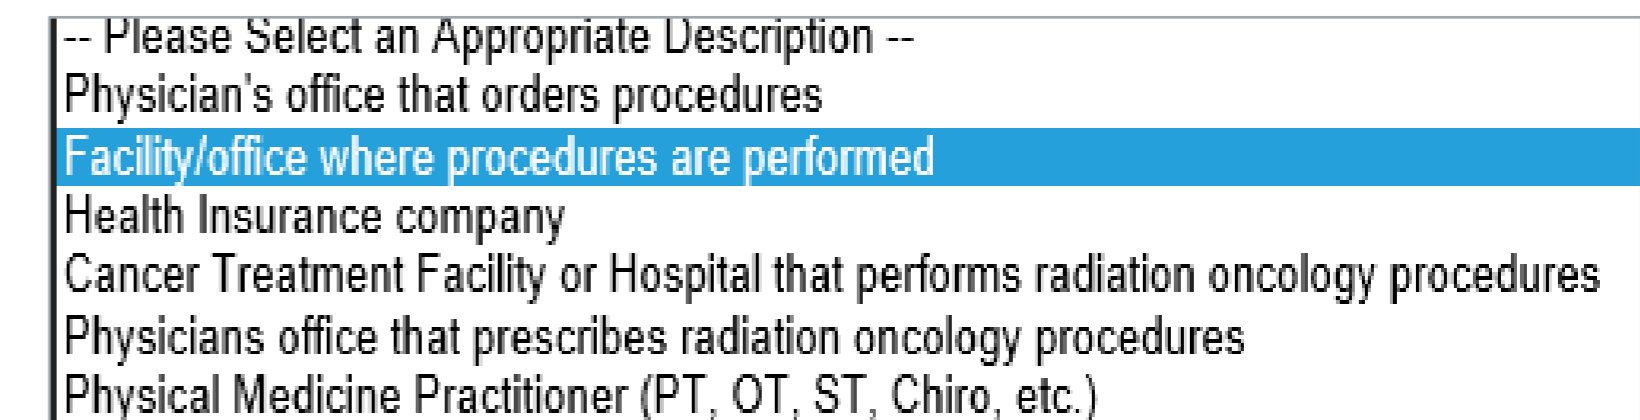 -- Please Select an Appropriate Description --
Physician's office that orders procedures
Facility/office where procedures are performed
Health Insurance company
Cancer Treatment Facility or Hospital that performs radiation oncology procedures
Physicians office that prescribes radiation oncology procedures
Physical Medicine Practitioner (PT, OT, ST, Chiro, etc.)